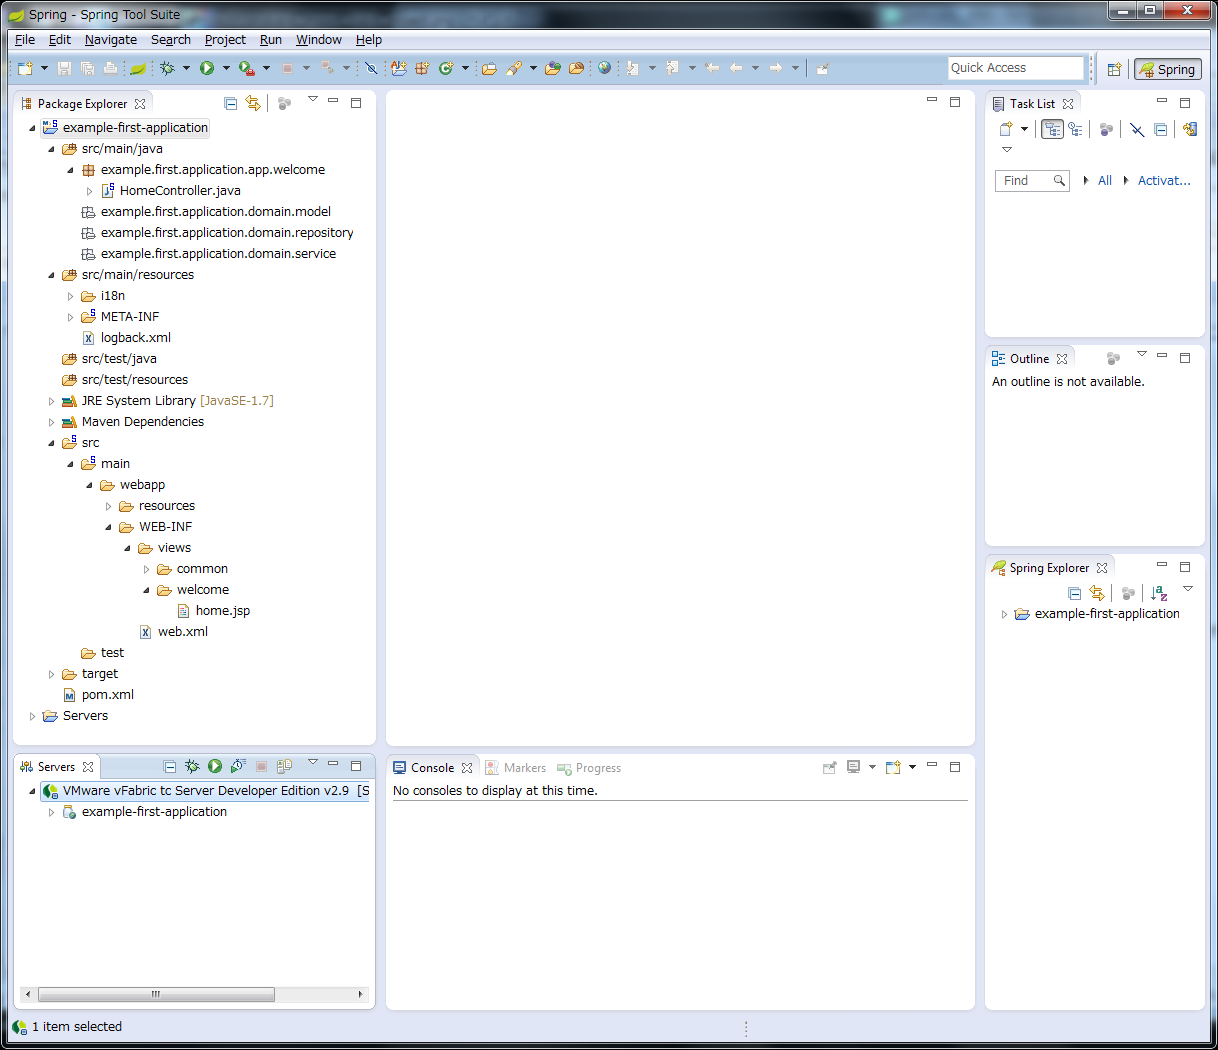 Spring - Spring Tool Suite
File Edit Navigate Search Project Run Window Help
Quick Access
Spring
Package Explorer
example-first-application
src/main/java
example.first.application.app.welcome
HomeController.java
example.first.application.domain.model
example.first.application.domain.repository
example.first.application.domain.service
src/main/resources
i18n
META-INF
logback.xml
src/test/java
src/test/resources
JRE System Library [JavaSE-1.7]
Maven Dependencies
src
main
webapp
resources
WEB-INF
views
common
welcome
home.jsp
web.xml
test
target
pom.xml
Servers
Servers
VMware vFabric tc Server Developer Edition v2.9 [S
example-first-application
Console Markers Progress
No consoles to display at this time.
Task List
Find All Activat...
Outline
An outline is not available.
Spring Explorer
example-first-application
1 item selected